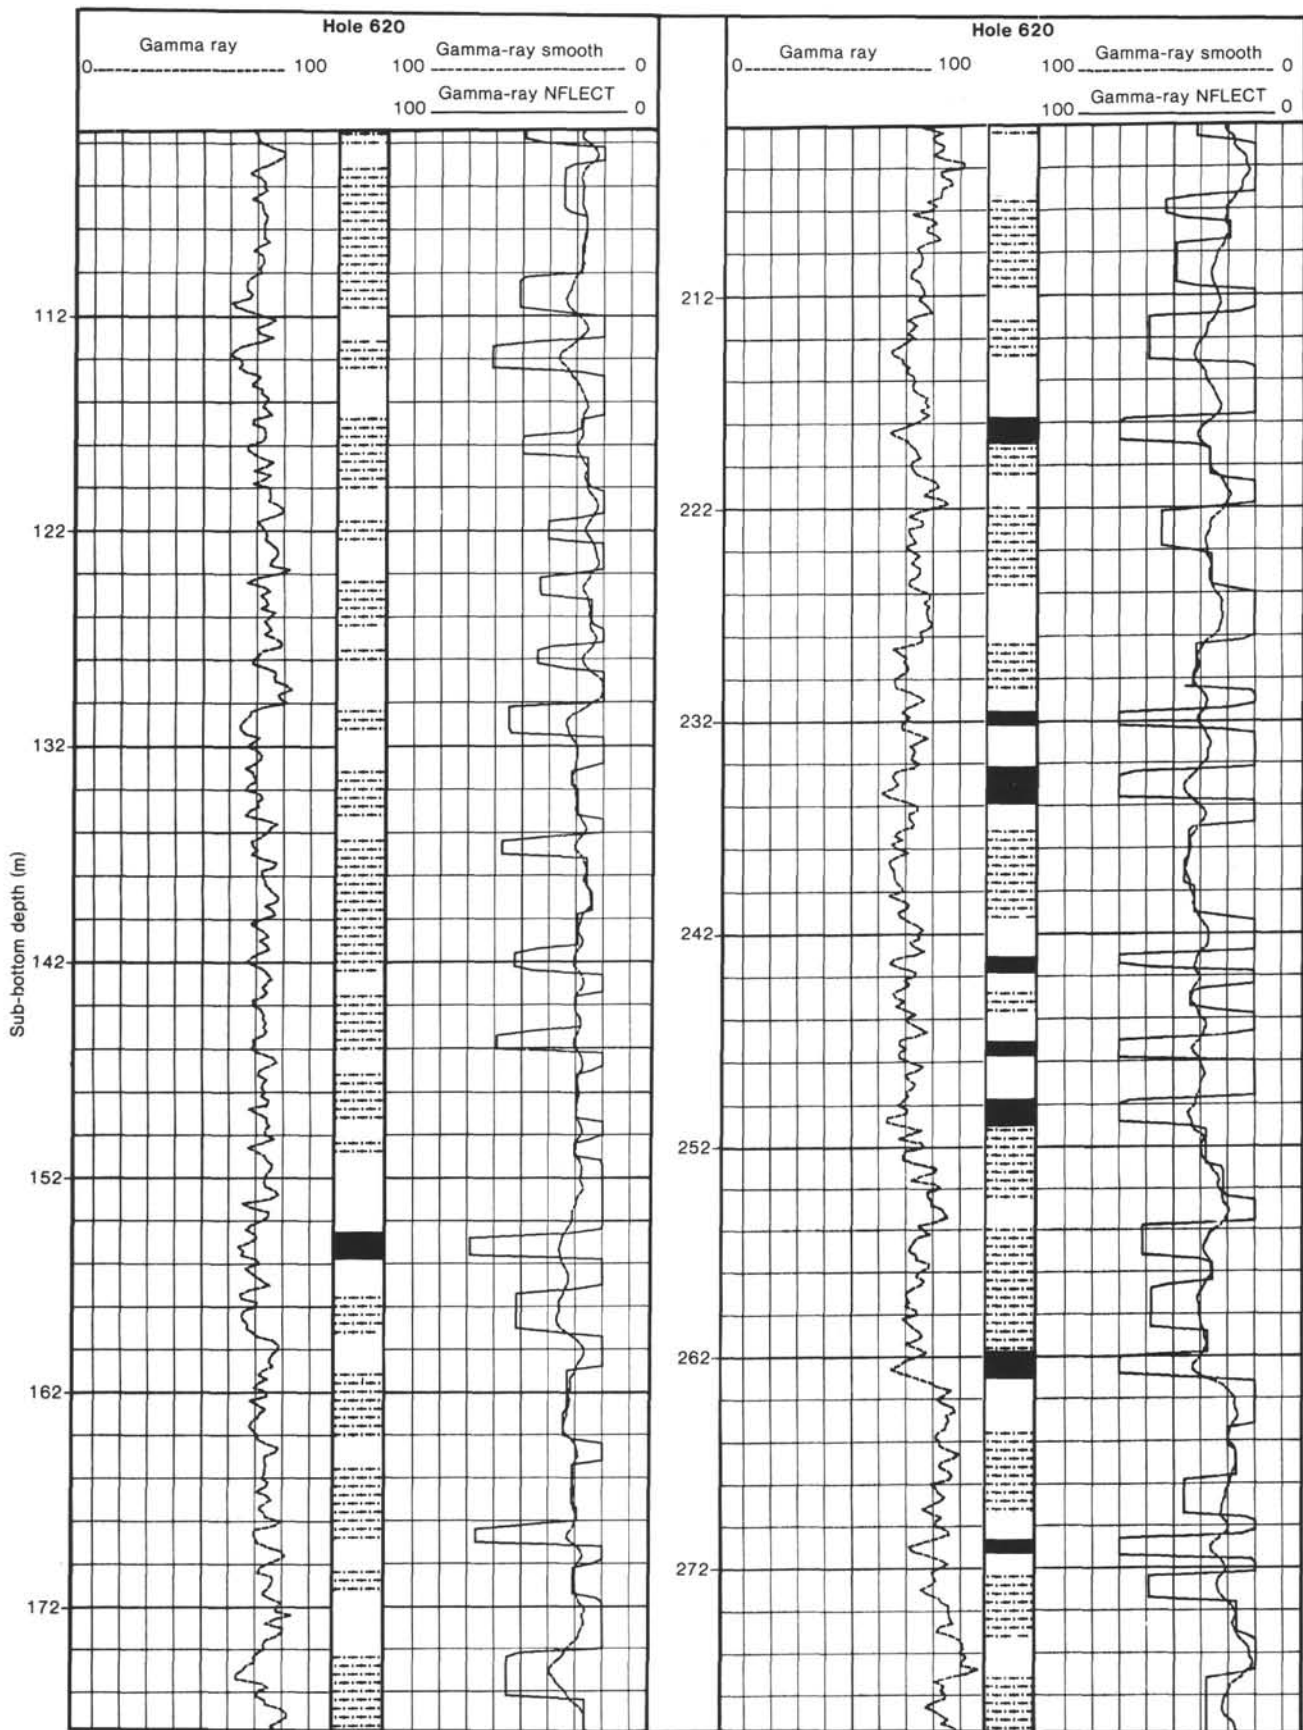 Hole 620
Gamma ray
0 100
Gamma-ray smooth
100 0
Gamma-ray NFLECT
100 0
Sub-bottom depth (m)
112
122
132
142
152
162
172
Hole 620
Gamma ray
0 100
Gamma-ray smooth
100 0
Gamma-ray NFLECT
100 0
212
222
232
242
252
262
272